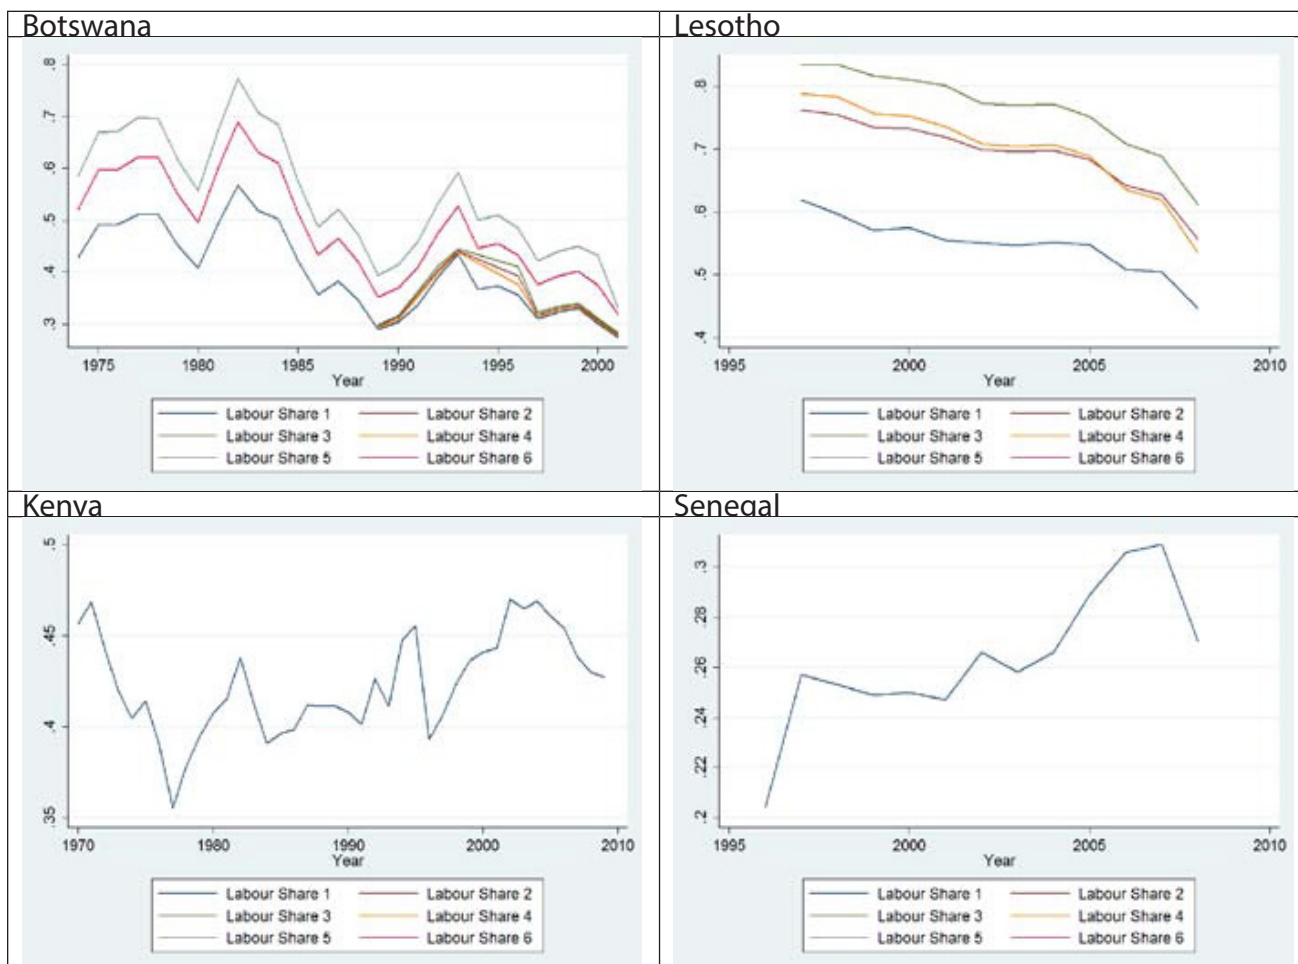 Botswana
Lesotho
.8
.7
.6
.5
.4
.3
1975 1980 1985 1990 1995 2000
Year
Labour Share 1 Labour Share 2
Labour Share 3 Labour Share 4
Labour Share 5 Labour Share 6
.8
.7
.6
.5
.4
1995 2000 2005 2010
Year
Labour Share 1 Labour Share 2
Labour Share 3 Labour Share 4
Labour Share 5 Labour Share 6
Kenya
Senegal
.5
.45
.4
.35
1970 1980 1990 2000 2010
Year
Labour Share 1 Labour Share 2
Labour Share 3 Labour Share 4
Labour Share 5 Labour Share 6
.3
.28
.26
.24
.22
.2
1995 2000 2005 2010
Year
Labour Share 1 Labour Share 2
Labour Share 3 Labour Share 4
Labour Share 5 Labour Share 6